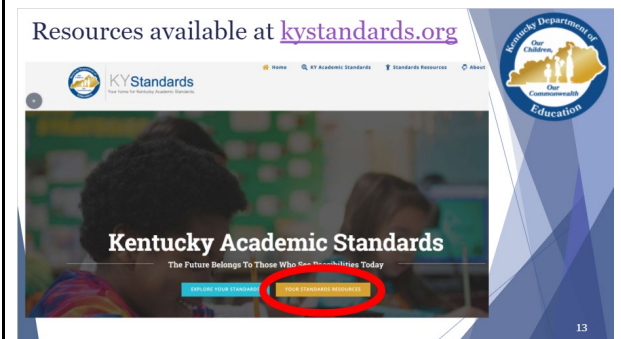 Resources available at kystandards.org
Kentucky Department of Education
Our Children,
Our Commonwealth
Home KY Academic Standards Standards Resources About
KYStandards
Your Home for Kentucky Academic Standards
Kentucky Academic Standards
The Future Belongs To Those Who See Possibilities Today
EXPLORE YOUR STANDARDS YOUR STANDARDS RESOURCES
13